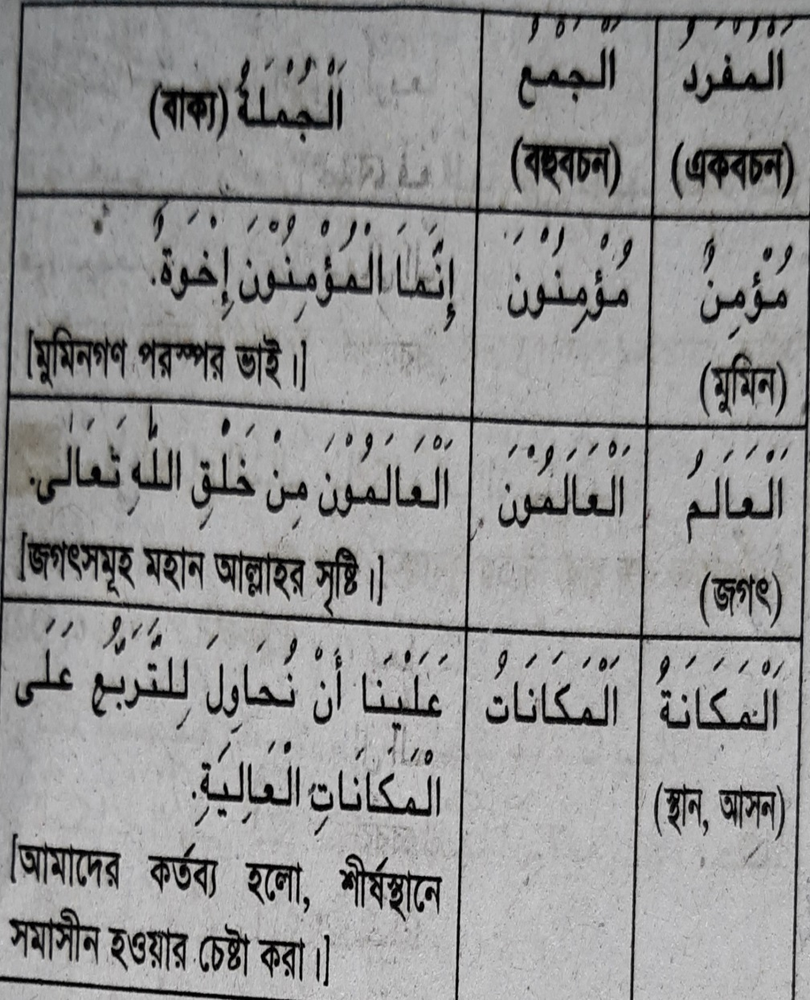 اَلْمُفْرَدُ
(একবচন)
اَلْجَمْعُ
(বহুবচন)
اَلْجُمْلَةُ (বাক্য)
مُؤْمِنٌ
(মুমিন)
مُؤْمِنُوْنَ
إِنَّمَا الْمُؤْمِنُوْنَ إِخْوَةٌ.
[মুমিনগণ পরস্পর ভাই।]
اَلْعَالَمُ
(জগৎ)
اَلْعَالَمُوْنَ
اَلْعَالَمُوْنَ مِنْ خَلْقِ اللّٰهِ تَعَالَى.
[জগৎসমূহ মহান আল্লাহর সৃষ্টি।]
اَلْمَكَانَةُ
(স্থান, আসন)
اَلْمَكَانَاتُ
عَلَيْنَا أَنْ نُحَاوِلَ لِلتَّرَبُّعِ عَلَى
الْمَكَانَاتِ الْعَالِيَةِ.
[আমাদের কর্তব্য হলো, শীর্ষস্থানে
সমাসীন হওয়ার চেষ্টা করা।]